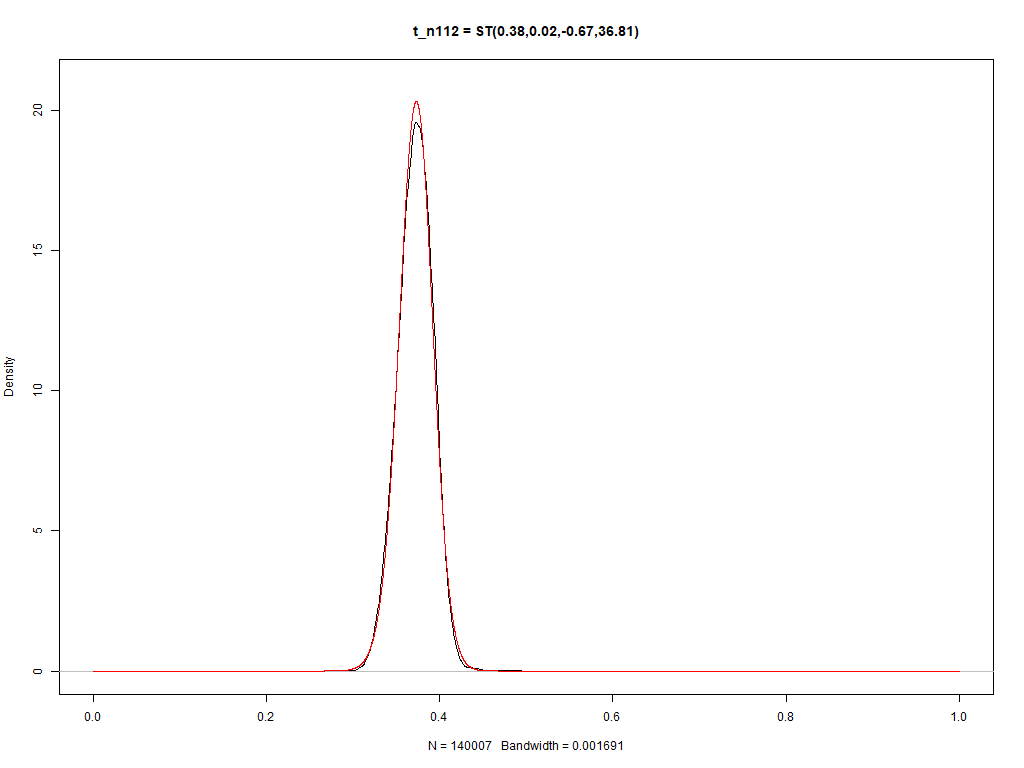 t_n112 = ST(0.38,0.02,-0.67,36.81)
Density
20
15
10
5
0
0.0 0.2 0.4 0.6 0.8 1.0
N = 140007 Bandwidth = 0.001691